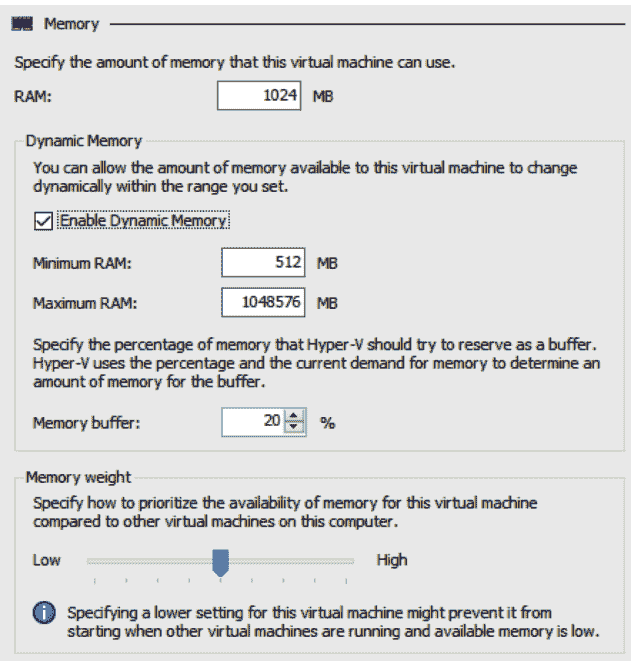 Memory
Specify the amount of memory that this virtual machine can use.
RAM: 1024 MB
Dynamic Memory
You can allow the amount of memory available to this virtual machine to change
dynamically within the range you set.
Enable Dynamic Memory
Minimum RAM: 512 MB
Maximum RAM: 1048576 MB
Specify the percentage of memory that Hyper-V should try to reserve as a buffer.
Hyper-V uses the percentage and the current demand for memory to determine an
amount of memory for the buffer.
Memory buffer: 20 %
Memory weight
Specify how to prioritize the availability of memory for this virtual machine
compared to other virtual machines on this computer.
Low High
Specifying a lower setting for this virtual machine might prevent it from
starting when other virtual machines are running and available memory is low.